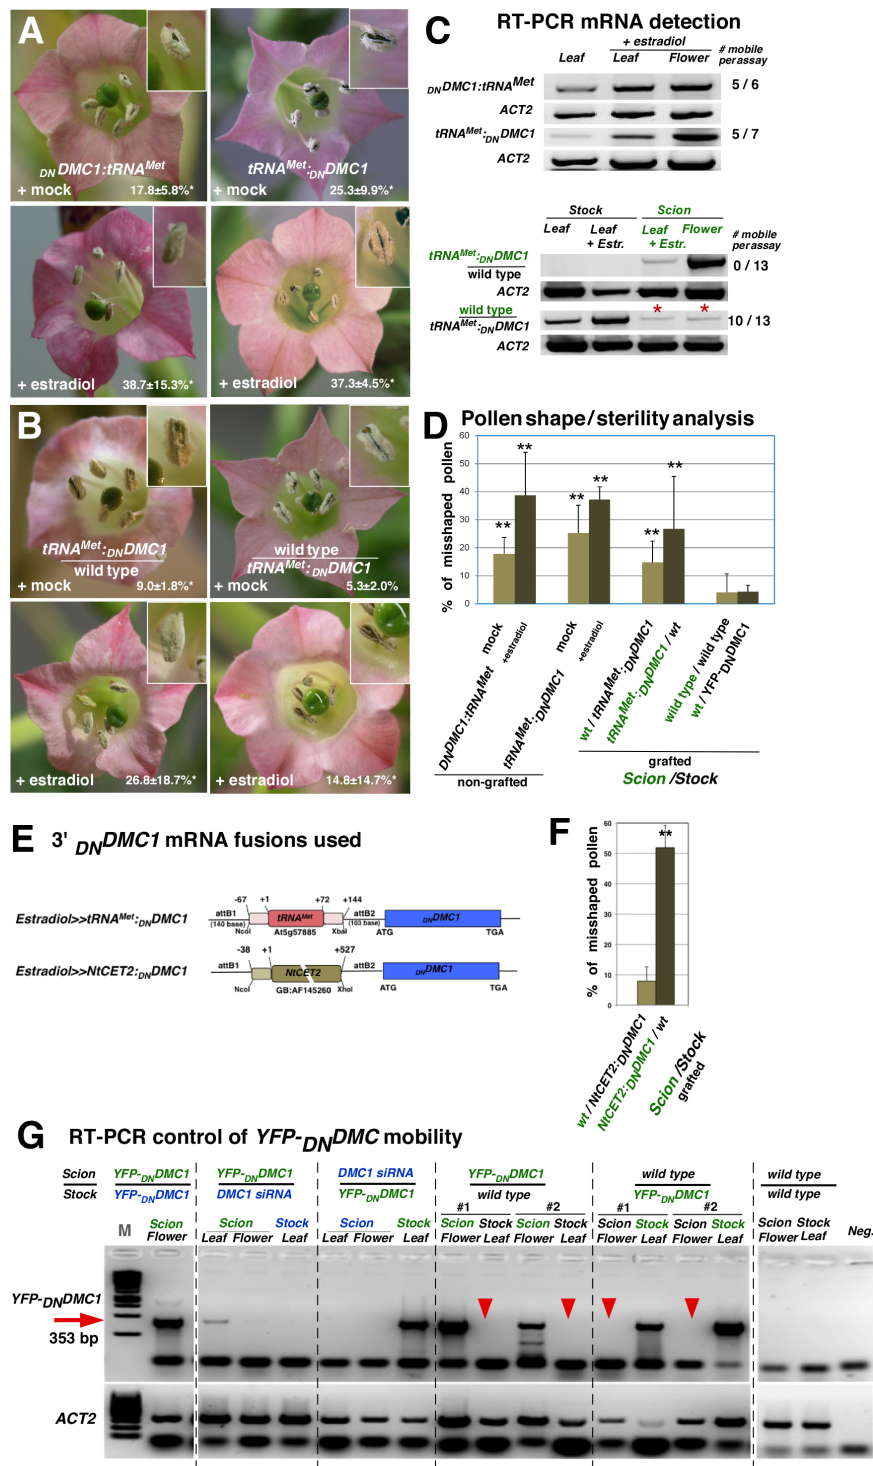 A
DNDMC1:tRNAMet
+ mock
17.8±5.8%*
tRNAMet:DNDMC1
+ mock
25.3±9.9%*
+ estradiol
38.7±15.3%*
+ estradiol
37.3±4.5%*
B
tRNAMet:DNDMC1
wild type
+ mock
9.0±1.8%*
wild type
tRNAMet:DNDMC1
+ mock
5.3±2.0%
+ estradiol
26.8±18.7%*
+ estradiol
14.8±14.7%*
C
RT-PCR mRNA detection
+ estradiol
Leaf Leaf Flower
# mobile
per assay
DNDMC1:tRNAMet
5 / 6
ACT2
tRNAMet:DNDMC1
5 / 7
ACT2
Stock Scion
Leaf Leaf Leaf Flower
+ Estr. + Estr.
# mobile
per assay
tRNAMet:DNDMC1
wild type
0 / 13
ACT2
* *
wild type
tRNAMet:DNDMC1
10 / 13
ACT2
D
Pollen shape/sterility analysis
% of misshaped pollen
60
50
40
30
20
10
0
** ** ** ** ** **
mock
+estradiol
DNDMC1:tRNAMet
mock
+estradiol
tRNAMet:DNDMC1
wt / tRNAMet:DNDMC1
tRNAMet:DNDMC1 / wt
wild type / wild type
wt / YFP-DNDMC1
non-grafted
grafted
Scion /Stock
E
3' DNDMC1 mRNA fusions used
Estradiol>>tRNAMet:DNDMC1
-67 +1 +72 +144
attB1 tRNAMet attB2 DNDMC1
(140 base) (103 base)
NcoI At5g57885 XbaI ATG TGA
Estradiol>>NtCET2:DNDMC1
-38 +1 +527
attB1 NtCET2 attB2 DNDMC1
NcoI GB:AF145260 XhoI ATG TGA
F
% of misshaped pollen
60
50
40
30
20
10
0
**
wt / NtCET2:DNDMC1
NtCET2:DNDMC1 / wt
Scion /Stock
grafted
G
RT-PCR control of YFP-DNDMC mobility
Scion YFP-DNDMC1 YFP-DNDMC1 DMC1 siRNA YFP-DNDMC1 wild type wild type
Stock YFP-DNDMC1 DMC1 siRNA YFP-DNDMC1 wild type YFP-DNDMC1 wild type
#1 #2 #1 #2
M Scion Scion Stock Scion Stock Scion Stock Scion Stock Scion Stock Scion Stock Scion Stock Neg.
Flower Leaf Flower Leaf Leaf Flower Leaf Flower Leaf Flower Leaf Flower Leaf Flower Leaf Flower Leaf
YFP-DNDMC1
353 bp
ACT2